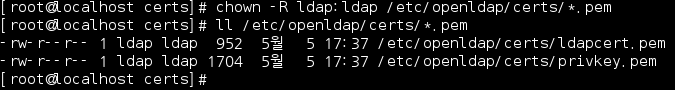 [root@localhost certs]# chown -R ldap:ldap /etc/openldap/certs/*.pem
[root@localhost certs]# ll /etc/openldap/certs/*.pem
-rw-r--r-- 1 ldap ldap  952  5월   5 17:37 /etc/openldap/certs/ldapcert.pem
-rw-r--r-- 1 ldap ldap 1704  5월   5 17:37 /etc/openldap/certs/privkey.pem
[root@localhost certs]#